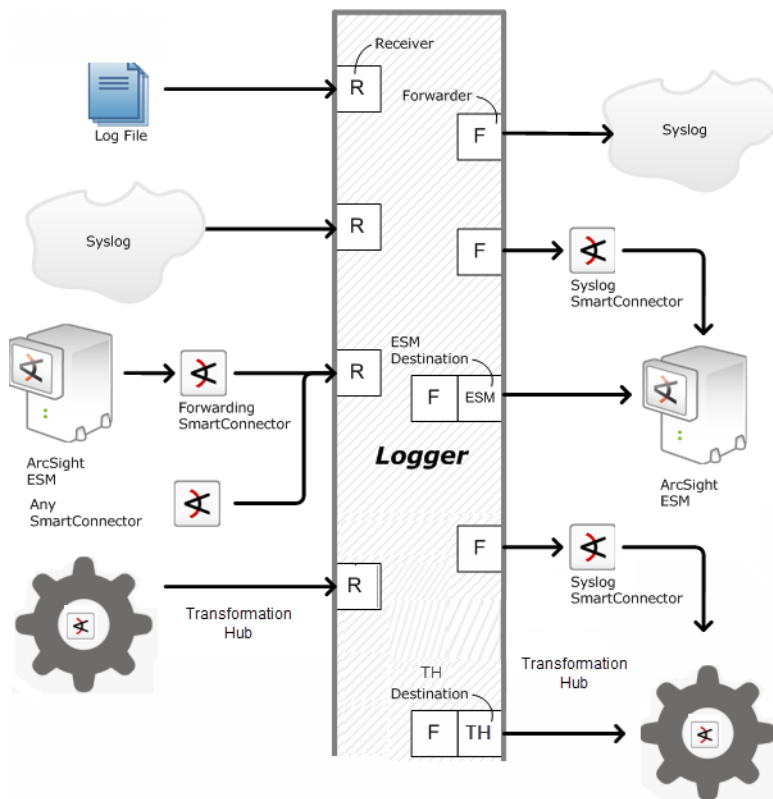 Receiver
R
Log File
Forwarder
F
Syslog
R
Syslog
F
Syslog
SmartConnector
ESM
Destination
R
F
ESM
Forwarding
SmartConnector
Logger
ArcSight
ESM
Any
SmartConnector
ArcSight
ESM
F
Syslog
SmartConnector
R
Transformation
Hub
TH
Destination
Transformation
Hub
F
TH